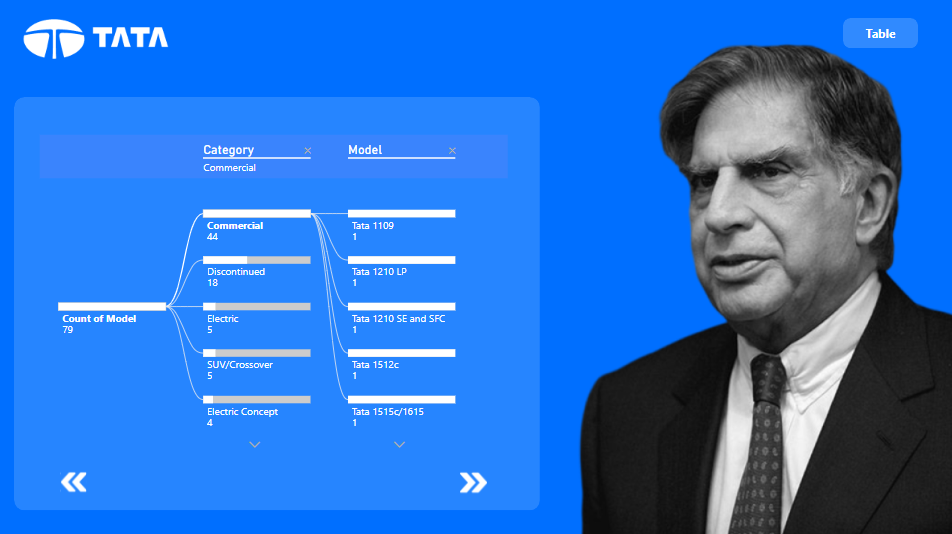 TATA
Table
Category
Model
Commercial
Count of Model
79
Commercial
44
Discontinued
18
Electric
5
SUV/Crossover
5
Electric Concept
4
Tata 1109
1
Tata 1210 LP
1
Tata 1210 SE and SFC
1
Tata 1512c
1
Tata 1515c/1615
1